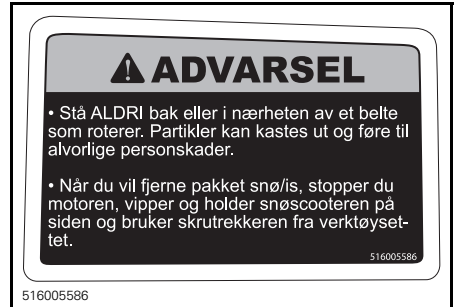 ADVARSEL
• Stå ALDRI bak eller i nærheten av et belte
som roterer. Partikler kan kastes ut og føre til
alvorlige personskader.
• Når du vil fjerne pakket snø/is, stopper du
motoren, vipper og holder snøscooteren på
siden og bruker skrutrekkeren fra verktøyset-
tet.
516005586
516005586